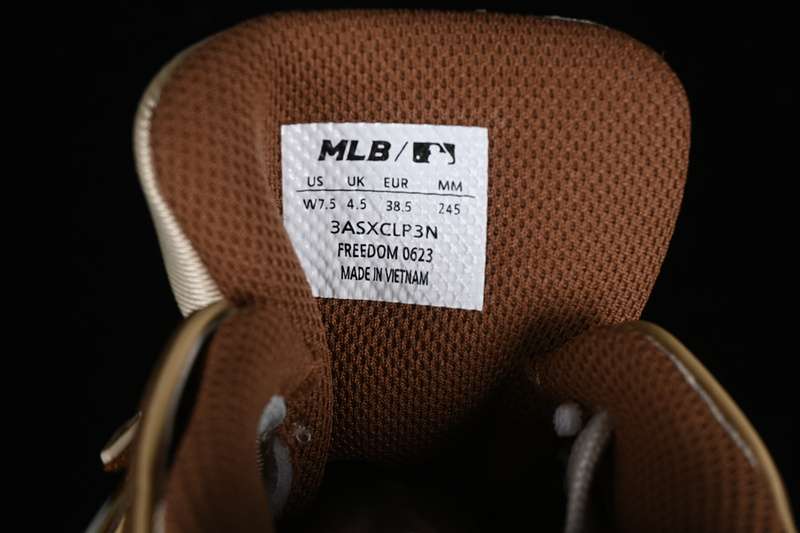 MLB /
US UK EUR MM
W7.5 4.5 38.5 245
3ASXCLP3N
FREEDOM 0623
MADE IN VIETNAM